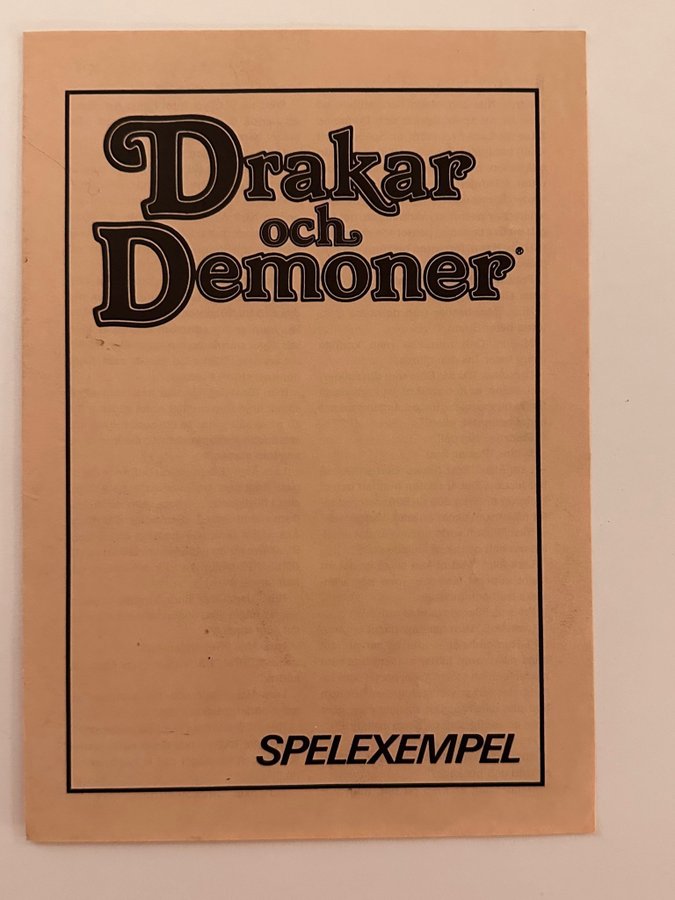 Drakar
och
Demoner®
SPELEXEMPEL